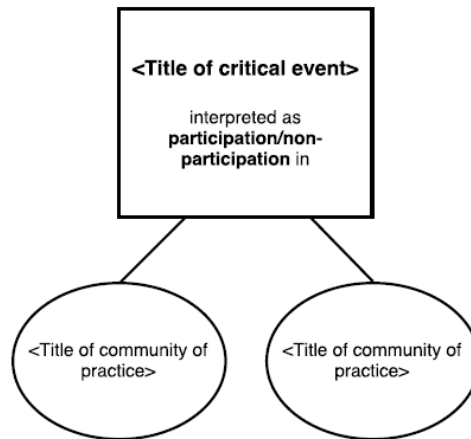 <Title of critical event>
interpreted as
participation/non-
participation in
<Title of community of
practice>
<Title of community of
practice>